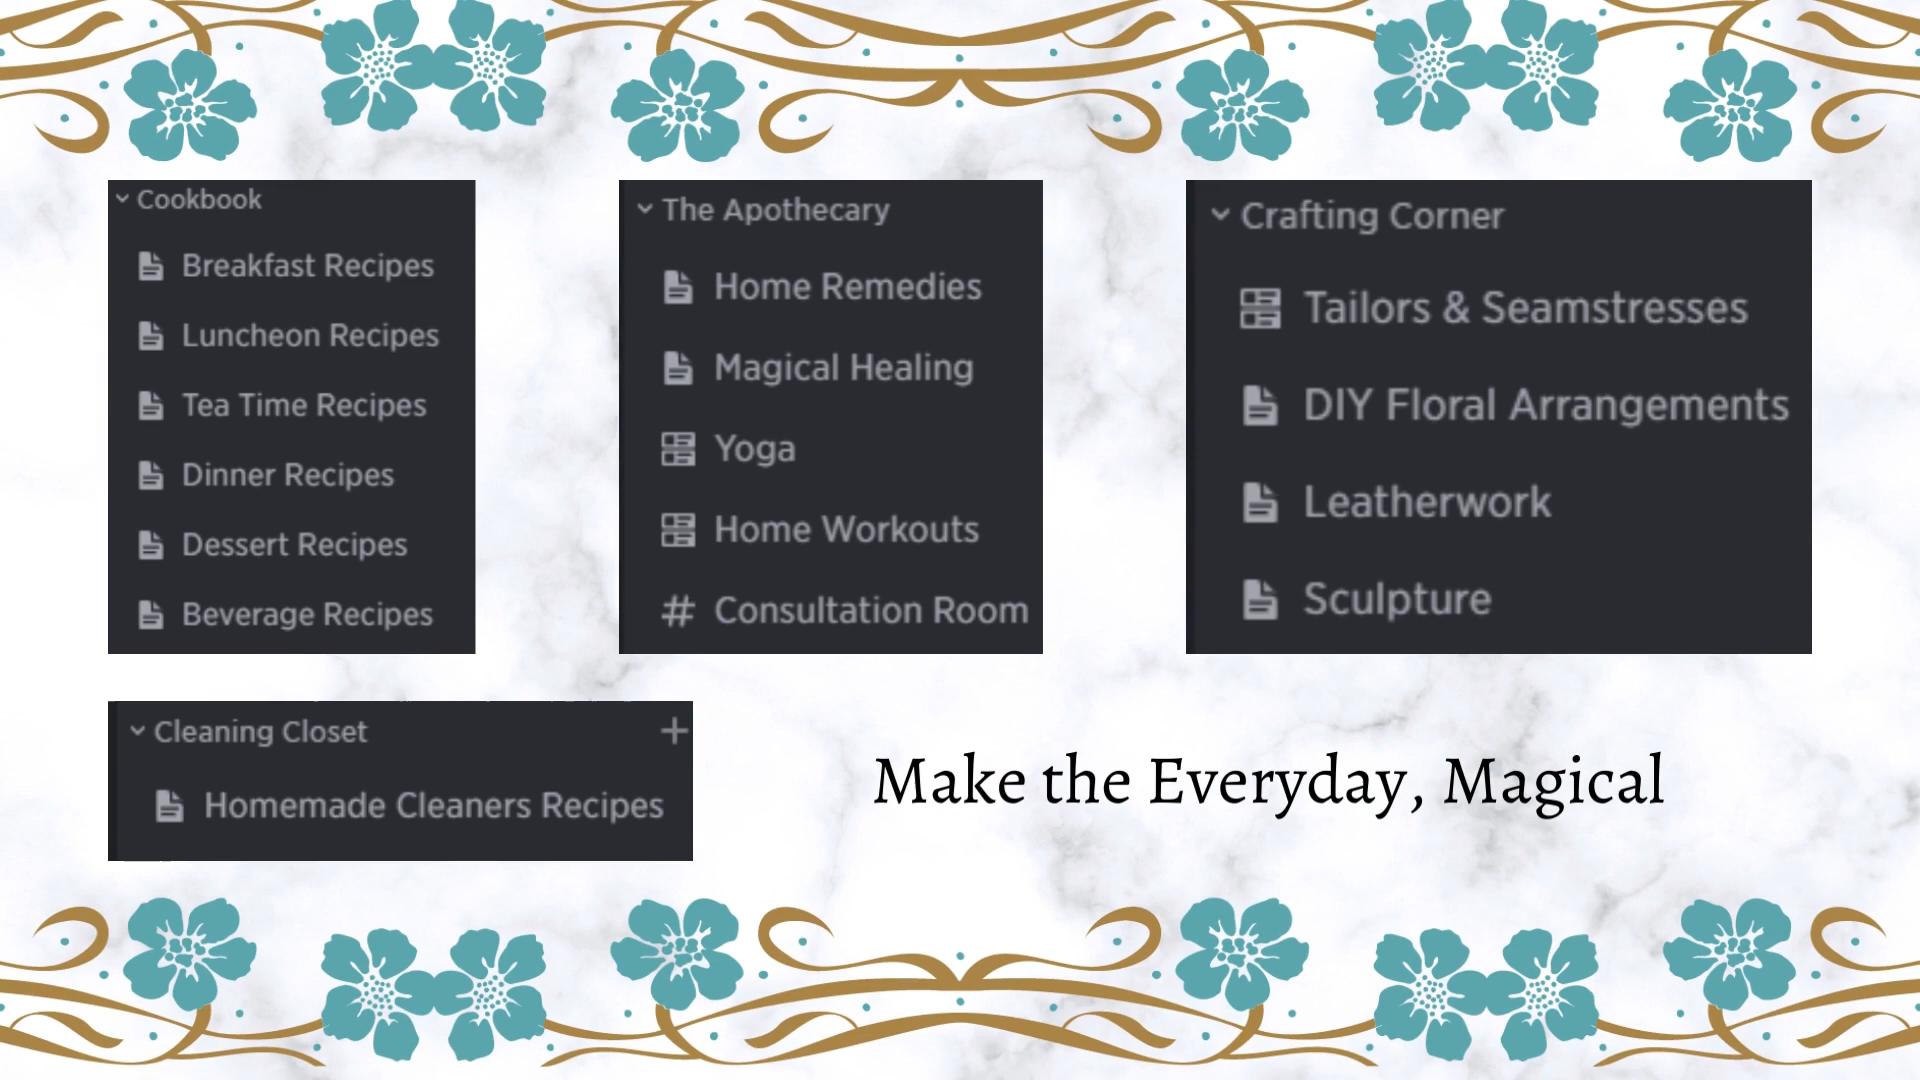 Cookbook
Breakfast Recipes
Luncheon Recipes
Tea Time Recipes
Dinner Recipes
Dessert Recipes
Beverage Recipes
The Apothecary
Home Remedies
Magical Healing
Yoga
Home Workouts
# Consultation Room
Crafting Corner
Tailors & Seamstresses
DIY Floral Arrangements
Leatherwork
Sculpture
Cleaning Closet +
Homemade Cleaners Recipes
Make the Everyday, Magical